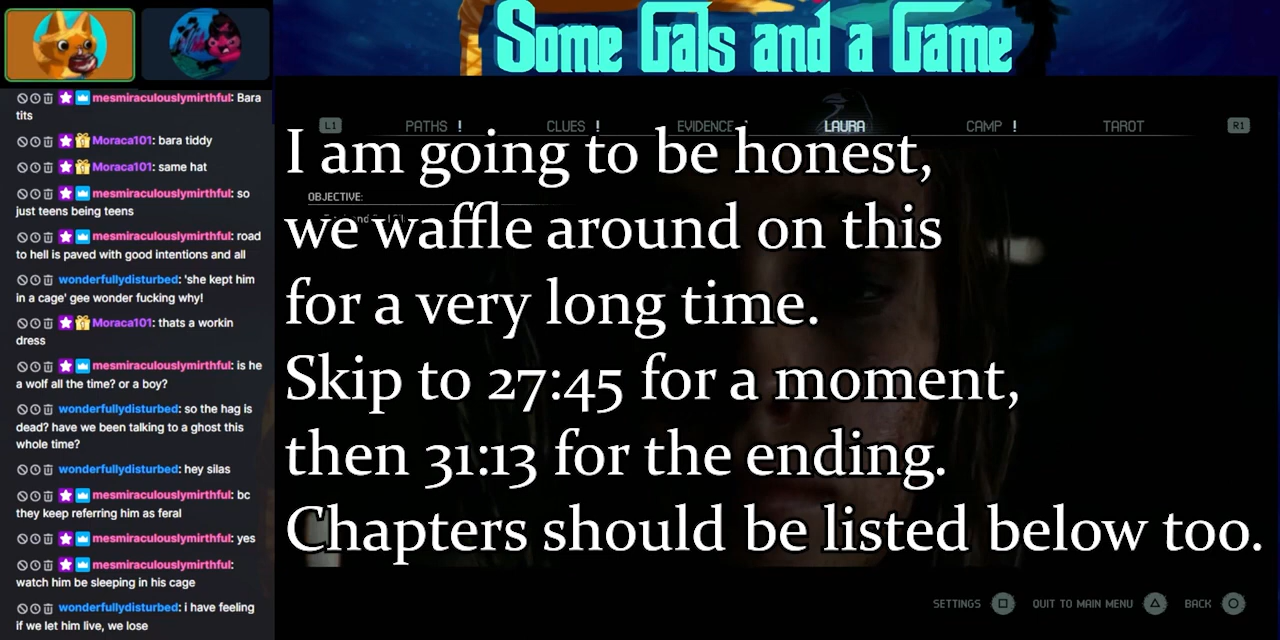 Some Gals and a Game
mesmiraculouslymirthful: Bara
tits
Moraca101: bara tiddy
Moraca101: same hat
mesmiraculouslymirthful: so
just teens being teens
mesmiraculouslymirthful: road
to hell is paved with good intentions and all
wonderfullydisturbed: 'she kept him
in a cage' gee wonder fucking why!
Moraca101: thats a workin
dress
mesmiraculouslymirthful: is he
a wolf all the time? or a boy?
wonderfullydisturbed: so the hag is
dead? have we been talking to a ghost this
whole time?
wonderfullydisturbed: hey silas
mesmiraculouslymirthful: bc
they keep referring him as feral
mesmiraculouslymirthful: yes
mesmiraculouslymirthful:
watch him be sleeping in his cage
wonderfullydisturbed: i have feeling
if we let him live, we lose
L1 PATHS ! CLUES ! EVIDENCE LAURA CAMP ! TAROT R1
OBJECTIVE:
I am going to be honest,
we waffle around on this
for a very long time.
Skip to 27:45 for a moment,
then 31:13 for the ending.
Chapters should be listed below too.
SETTINGS QUIT TO MAIN MENU BACK